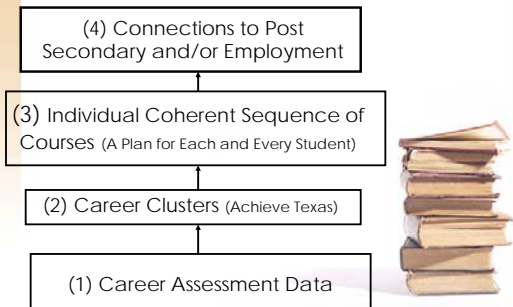 (4) Connections to Post
Secondary and/or Employment
(3) Individual Coherent Sequence of
Courses (A Plan for Each and Every Student)
(2) Career Clusters (Achieve Texas)
(1) Career Assessment Data